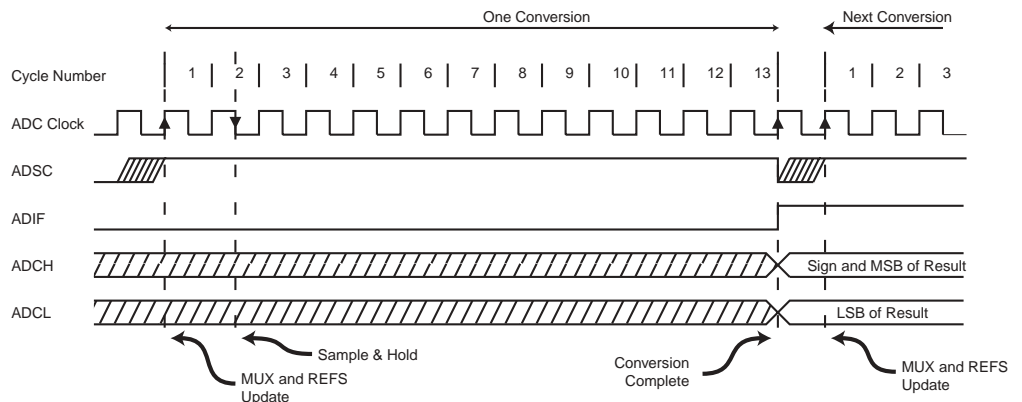 One Conversion
Next Conversion
Cycle Number
1 2 3 4 5 6 7 8 9 10 11 12 13 1 2 3
ADC Clock
ADSC
ADIF
ADCH
Sign and MSB of Result
ADCL
LSB of Result
Sample & Hold
MUX and REFS
Update
Conversion
Complete
MUX and REFS
Update